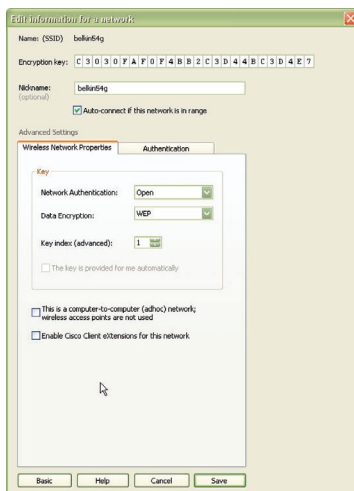 Edit information for a network
Name: (SSID) belkin54g
Encryption key: C 3 0 3 0 F A F 0 F 4 B B 2 C 3 D 4 4 B C 3 D 4 E 7
Nickname: belkin54g
(optional)
Auto-connect if this network is in range
Advanced Settings
Wireless Network Properties Authentication
Key
Network Authentication: Open
Data Encryption: WEP
Key index (advanced): 1
The key is provided for me automatically
This is a computer-to-computer (adhoc) network;
wireless access points are not used
Enable Cisco Client eXtensions for this network
Basic Help Cancel Save